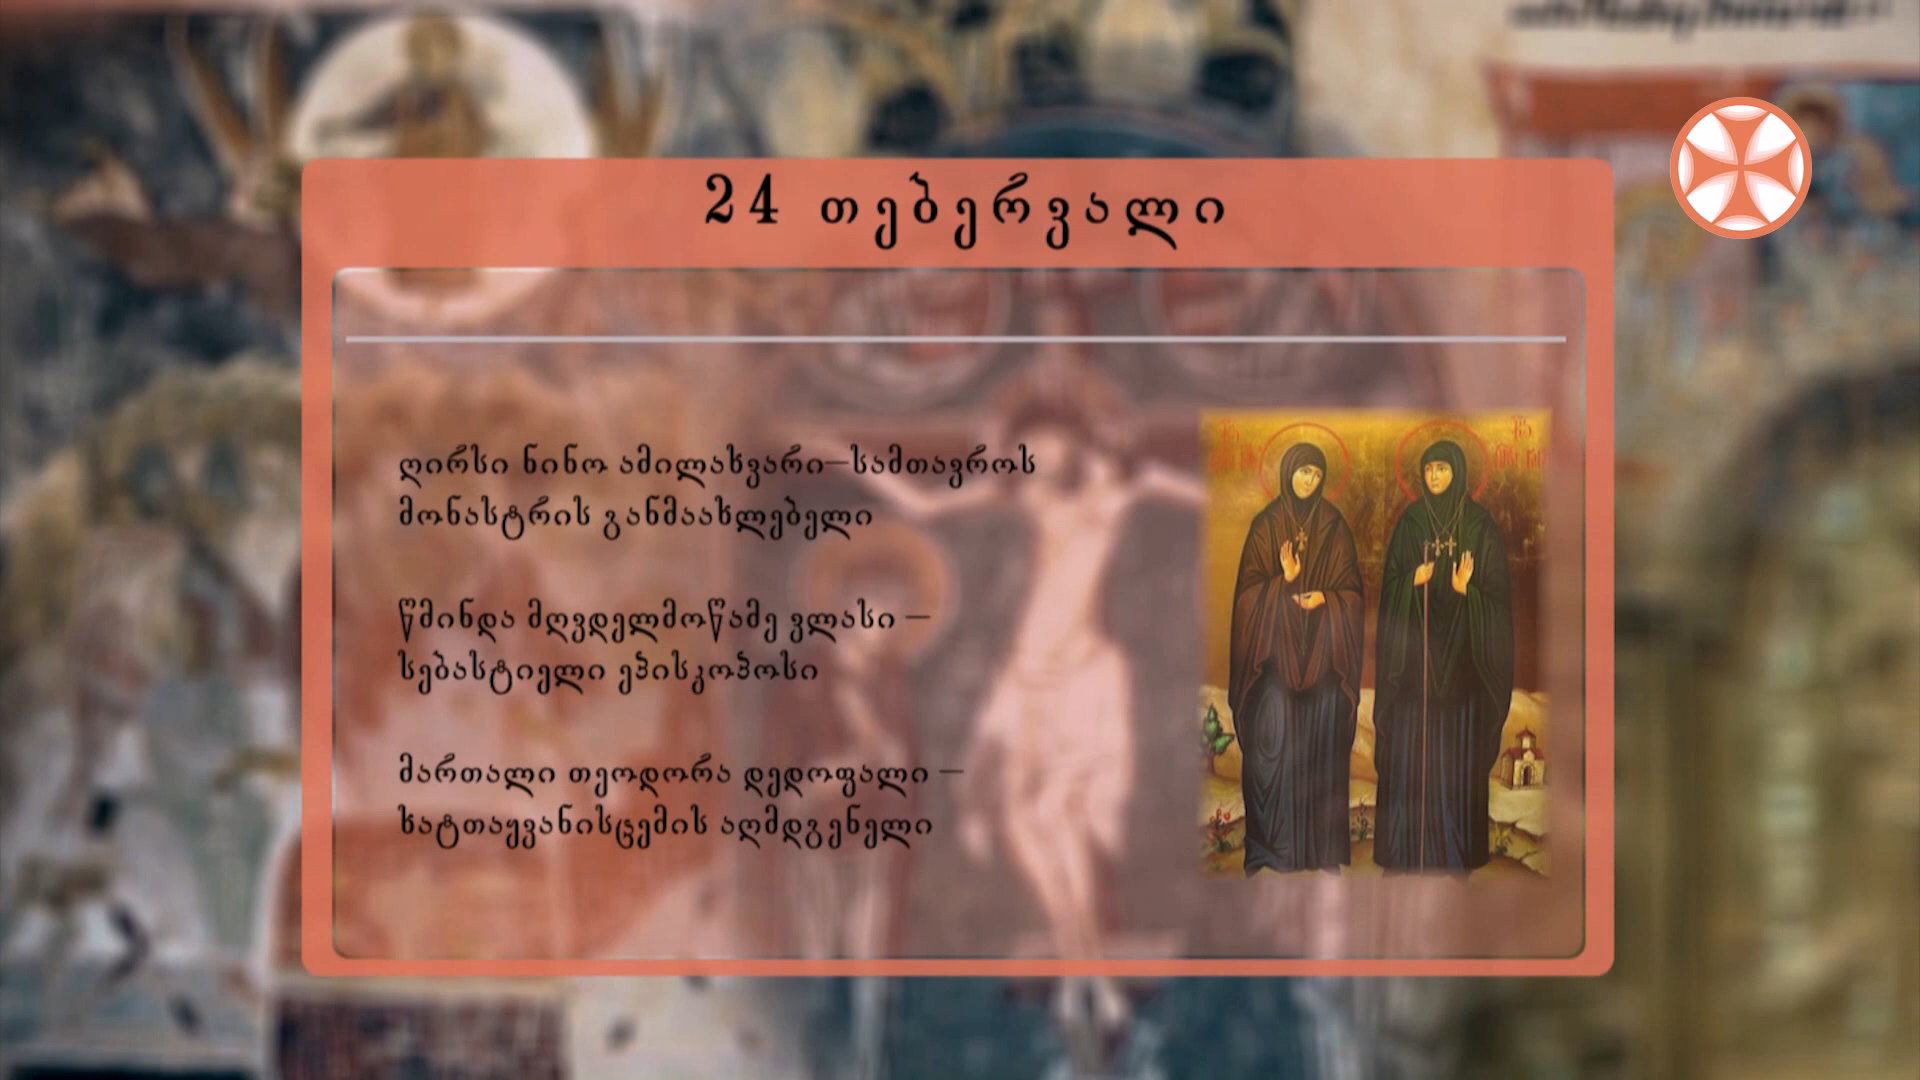 24 თებერვალი
ღირსი ნინო ამილახვარი–სამთავროს
მონასტრის განმაახლებელი
წმინდა მღვდელმოწამე ვლასი –
სებასტიელი ეპისკოპოსი
მართალი თეოდორა დედოფალი –
ხატთაყვანისცემის აღმდგენელი